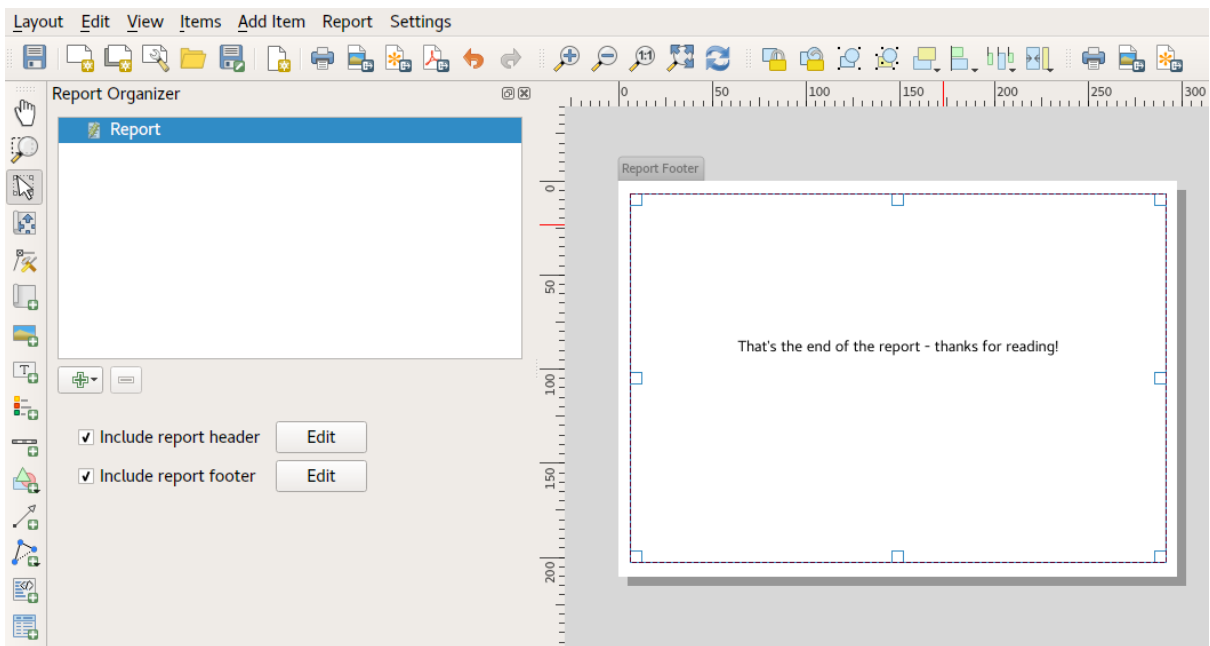 Layout Edit View Items Add Item Report Settings
1:1
Report Organizer
0 50 100 150 200 250 300
Report
Report Footer
0
50
That's the end of the report - thanks for reading!
100
Include report header Edit
Include report footer Edit
150
200